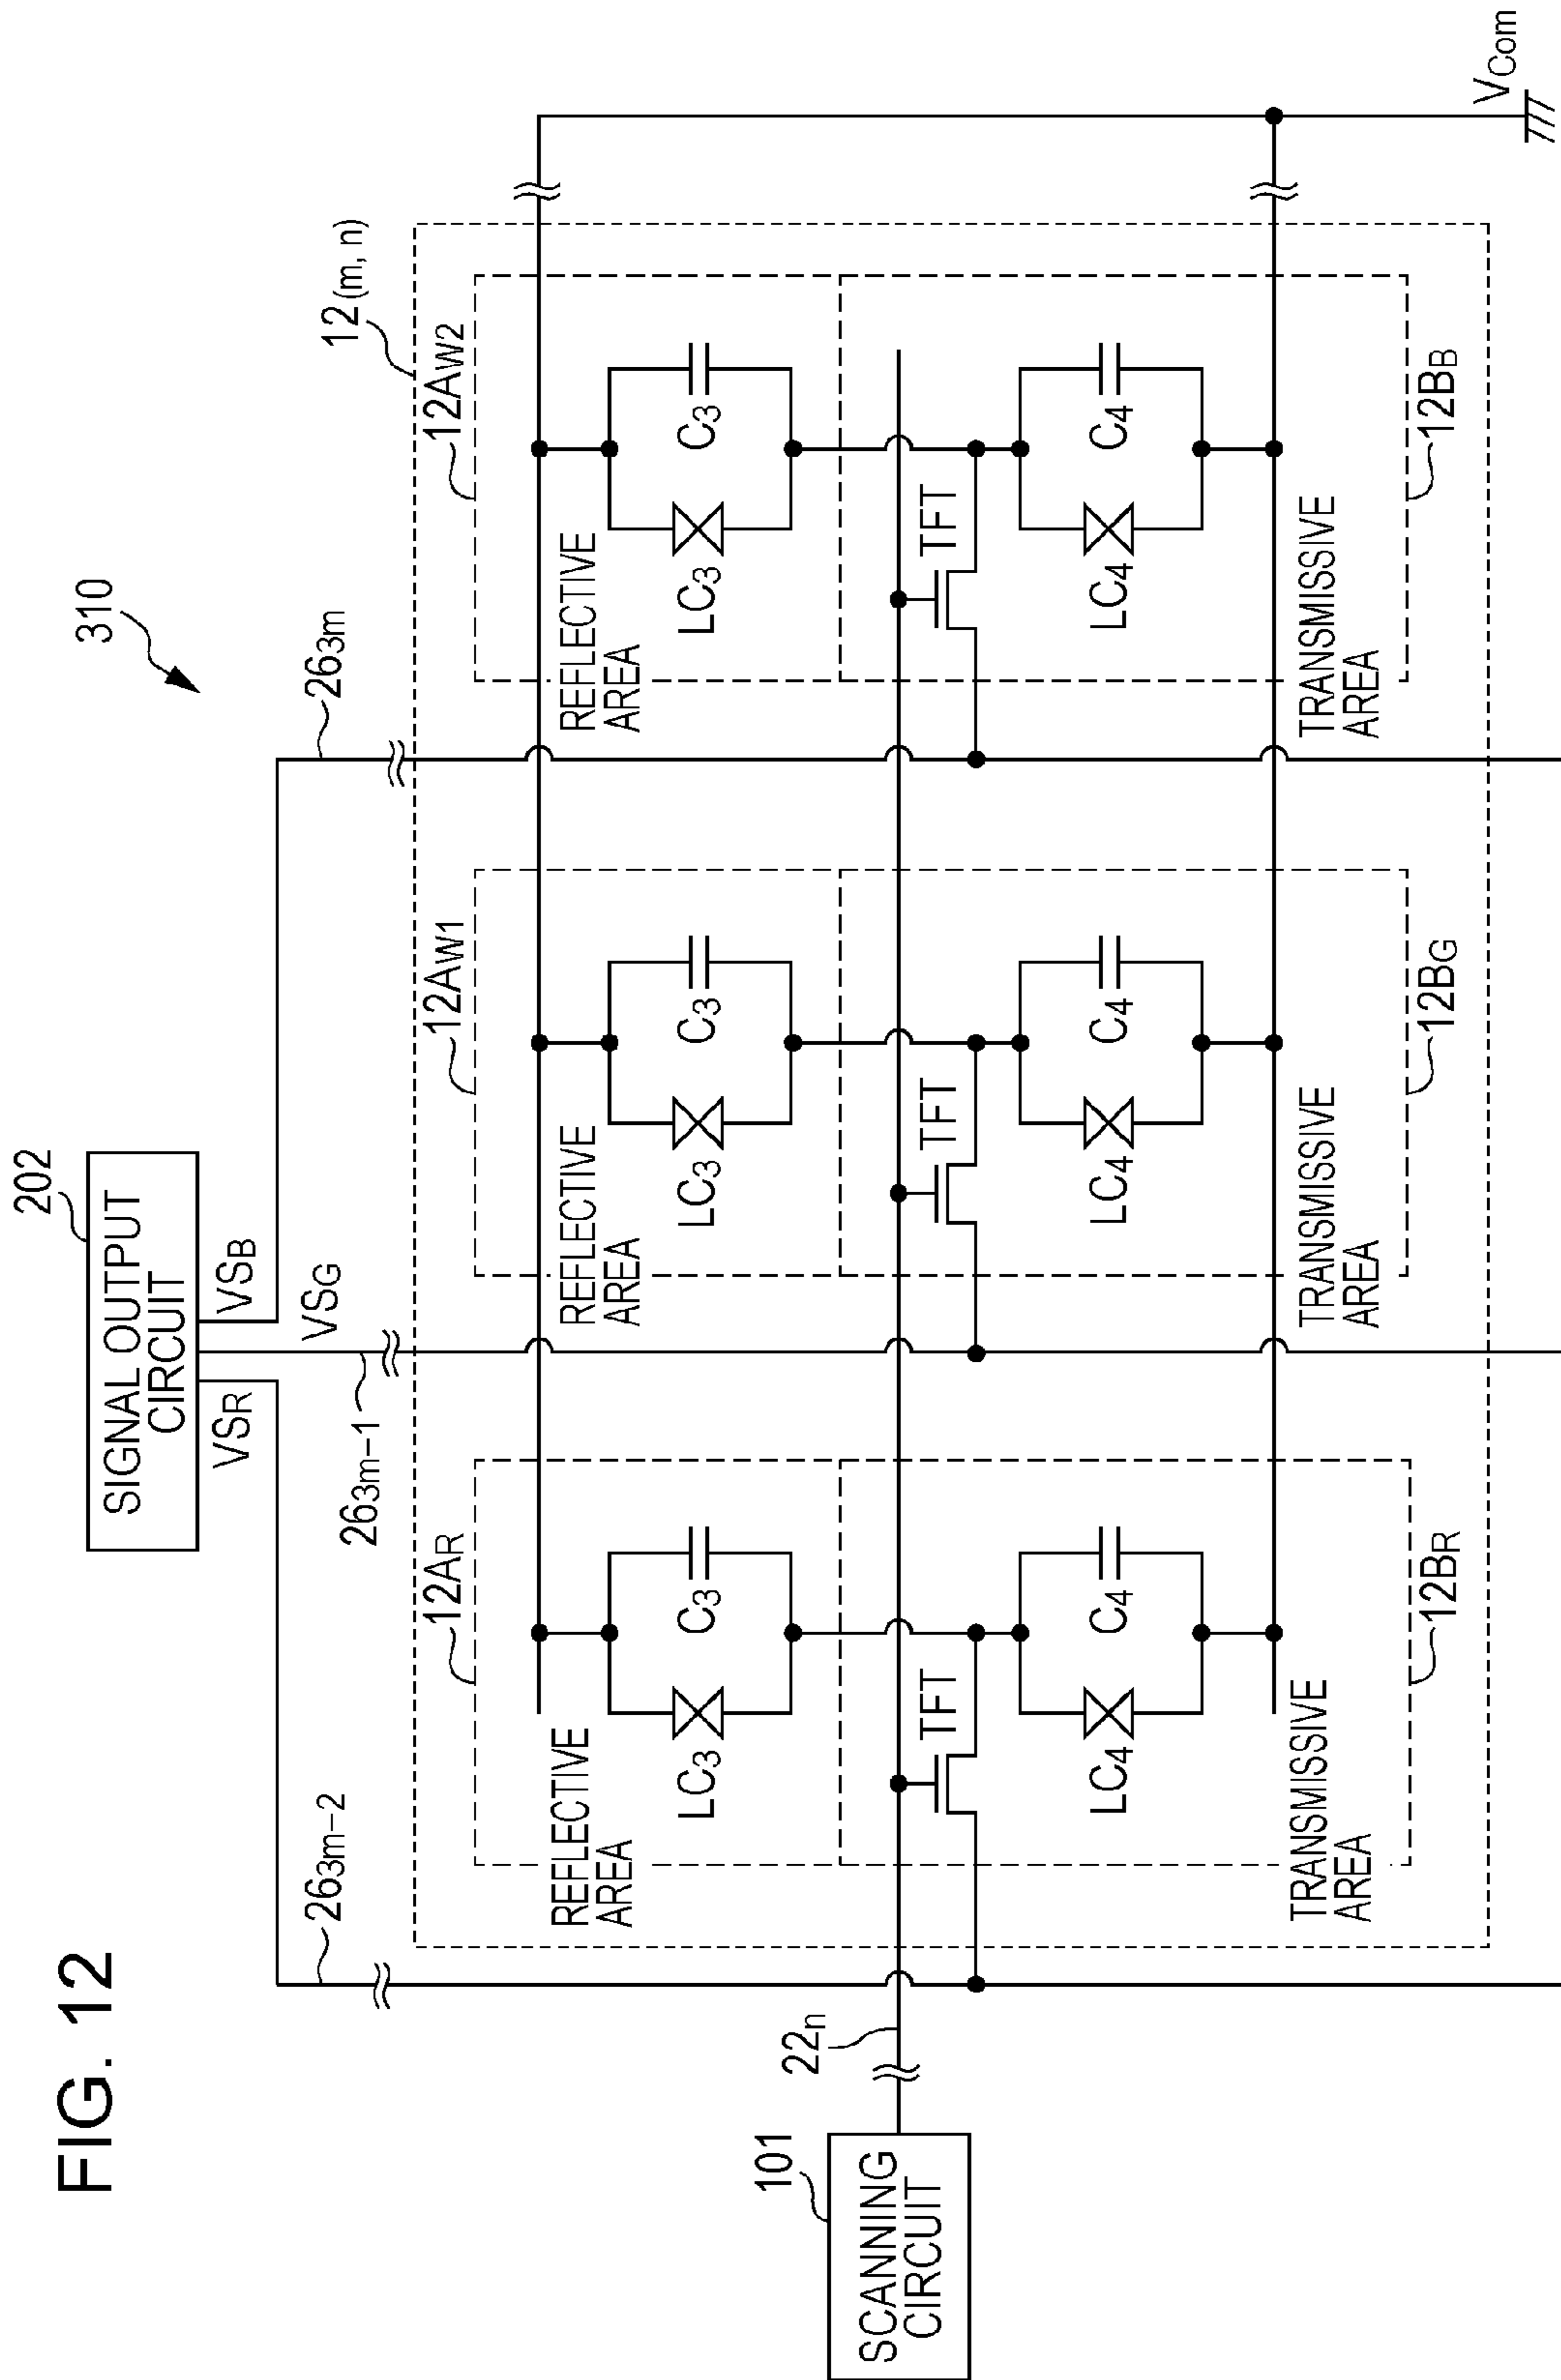 FIG. 12
310
202
SIGNAL OUTPUT
CIRCUIT
VSR
VSG
VSB
263m−2
263m−1
263m
12(m, n)
12AR
12AW1
12AW2
REFLECTIVE
AREA
LC3
C3
REFLECTIVE
AREA
LC3
C3
REFLECTIVE
AREA
LC3
C3
VCom
101
SCANNING
CIRCUIT
22n
TFT
TFT
TFT
LC4
C4
LC4
C4
LC4
C4
TRANSMISSIVE
AREA
TRANSMISSIVE
AREA
TRANSMISSIVE
AREA
12BR
12BG
12BB